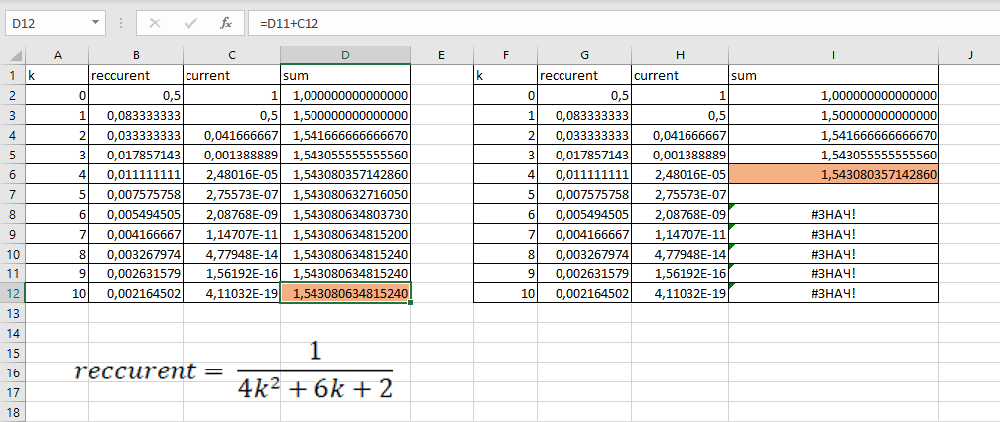 D12 fx =D11+C12
A B C D E F G H I J
1 k reccurent current sum k reccurent current sum
2 0 0,5 1 1,000000000000000 0 0,5 1 1,000000000000000
3 1 0,083333333 0,5 1,500000000000000 1 0,083333333 0,5 1,500000000000000
4 2 0,033333333 0,041666667 1,541666666666670 2 0,033333333 0,041666667 1,541666666666670
5 3 0,017857143 0,001388889 1,543055555555560 3 0,017857143 0,001388889 1,543055555555560
6 4 0,011111111 2,48016E-05 1,543080357142860 4 0,011111111 2,48016E-05 1,543080357142860
7 5 0,007575758 2,75573E-07 1,543080632716050 5 0,007575758 2,75573E-07
8 6 0,005494505 2,08768E-09 1,543080634803730 6 0,005494505 2,08768E-09 #ЗНАЧ!
9 7 0,004166667 1,14707E-11 1,543080634815200 7 0,004166667 1,14707E-11 #ЗНАЧ!
10 8 0,003267974 4,77948E-14 1,543080634815240 8 0,003267974 4,77948E-14 #ЗНАЧ!
11 9 0,002631579 1,56192E-16 1,543080634815240 9 0,002631579 1,56192E-16 #ЗНАЧ!
12 10 0,002164502 4,11032E-19 1,543080634815240 10 0,002164502 4,11032E-19 #ЗНАЧ!
13
14
15
16
17
18
reccurent = 1 / (4k² + 6k + 2)